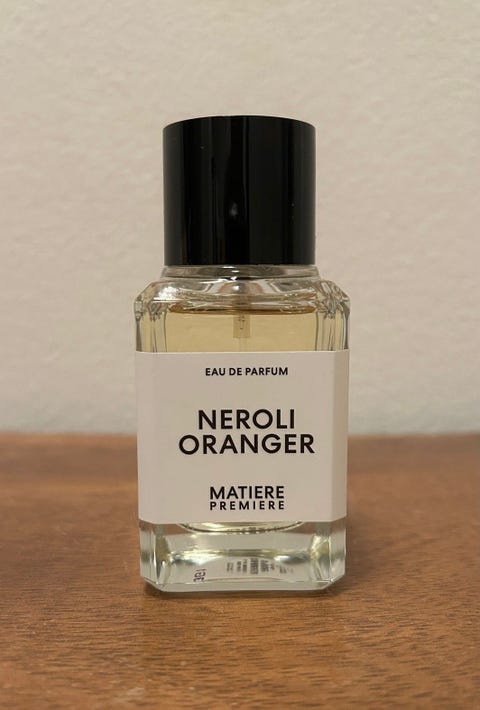 EAU DE PARFUM
NEROLI
ORANGER
MATIERE
PREMIERE